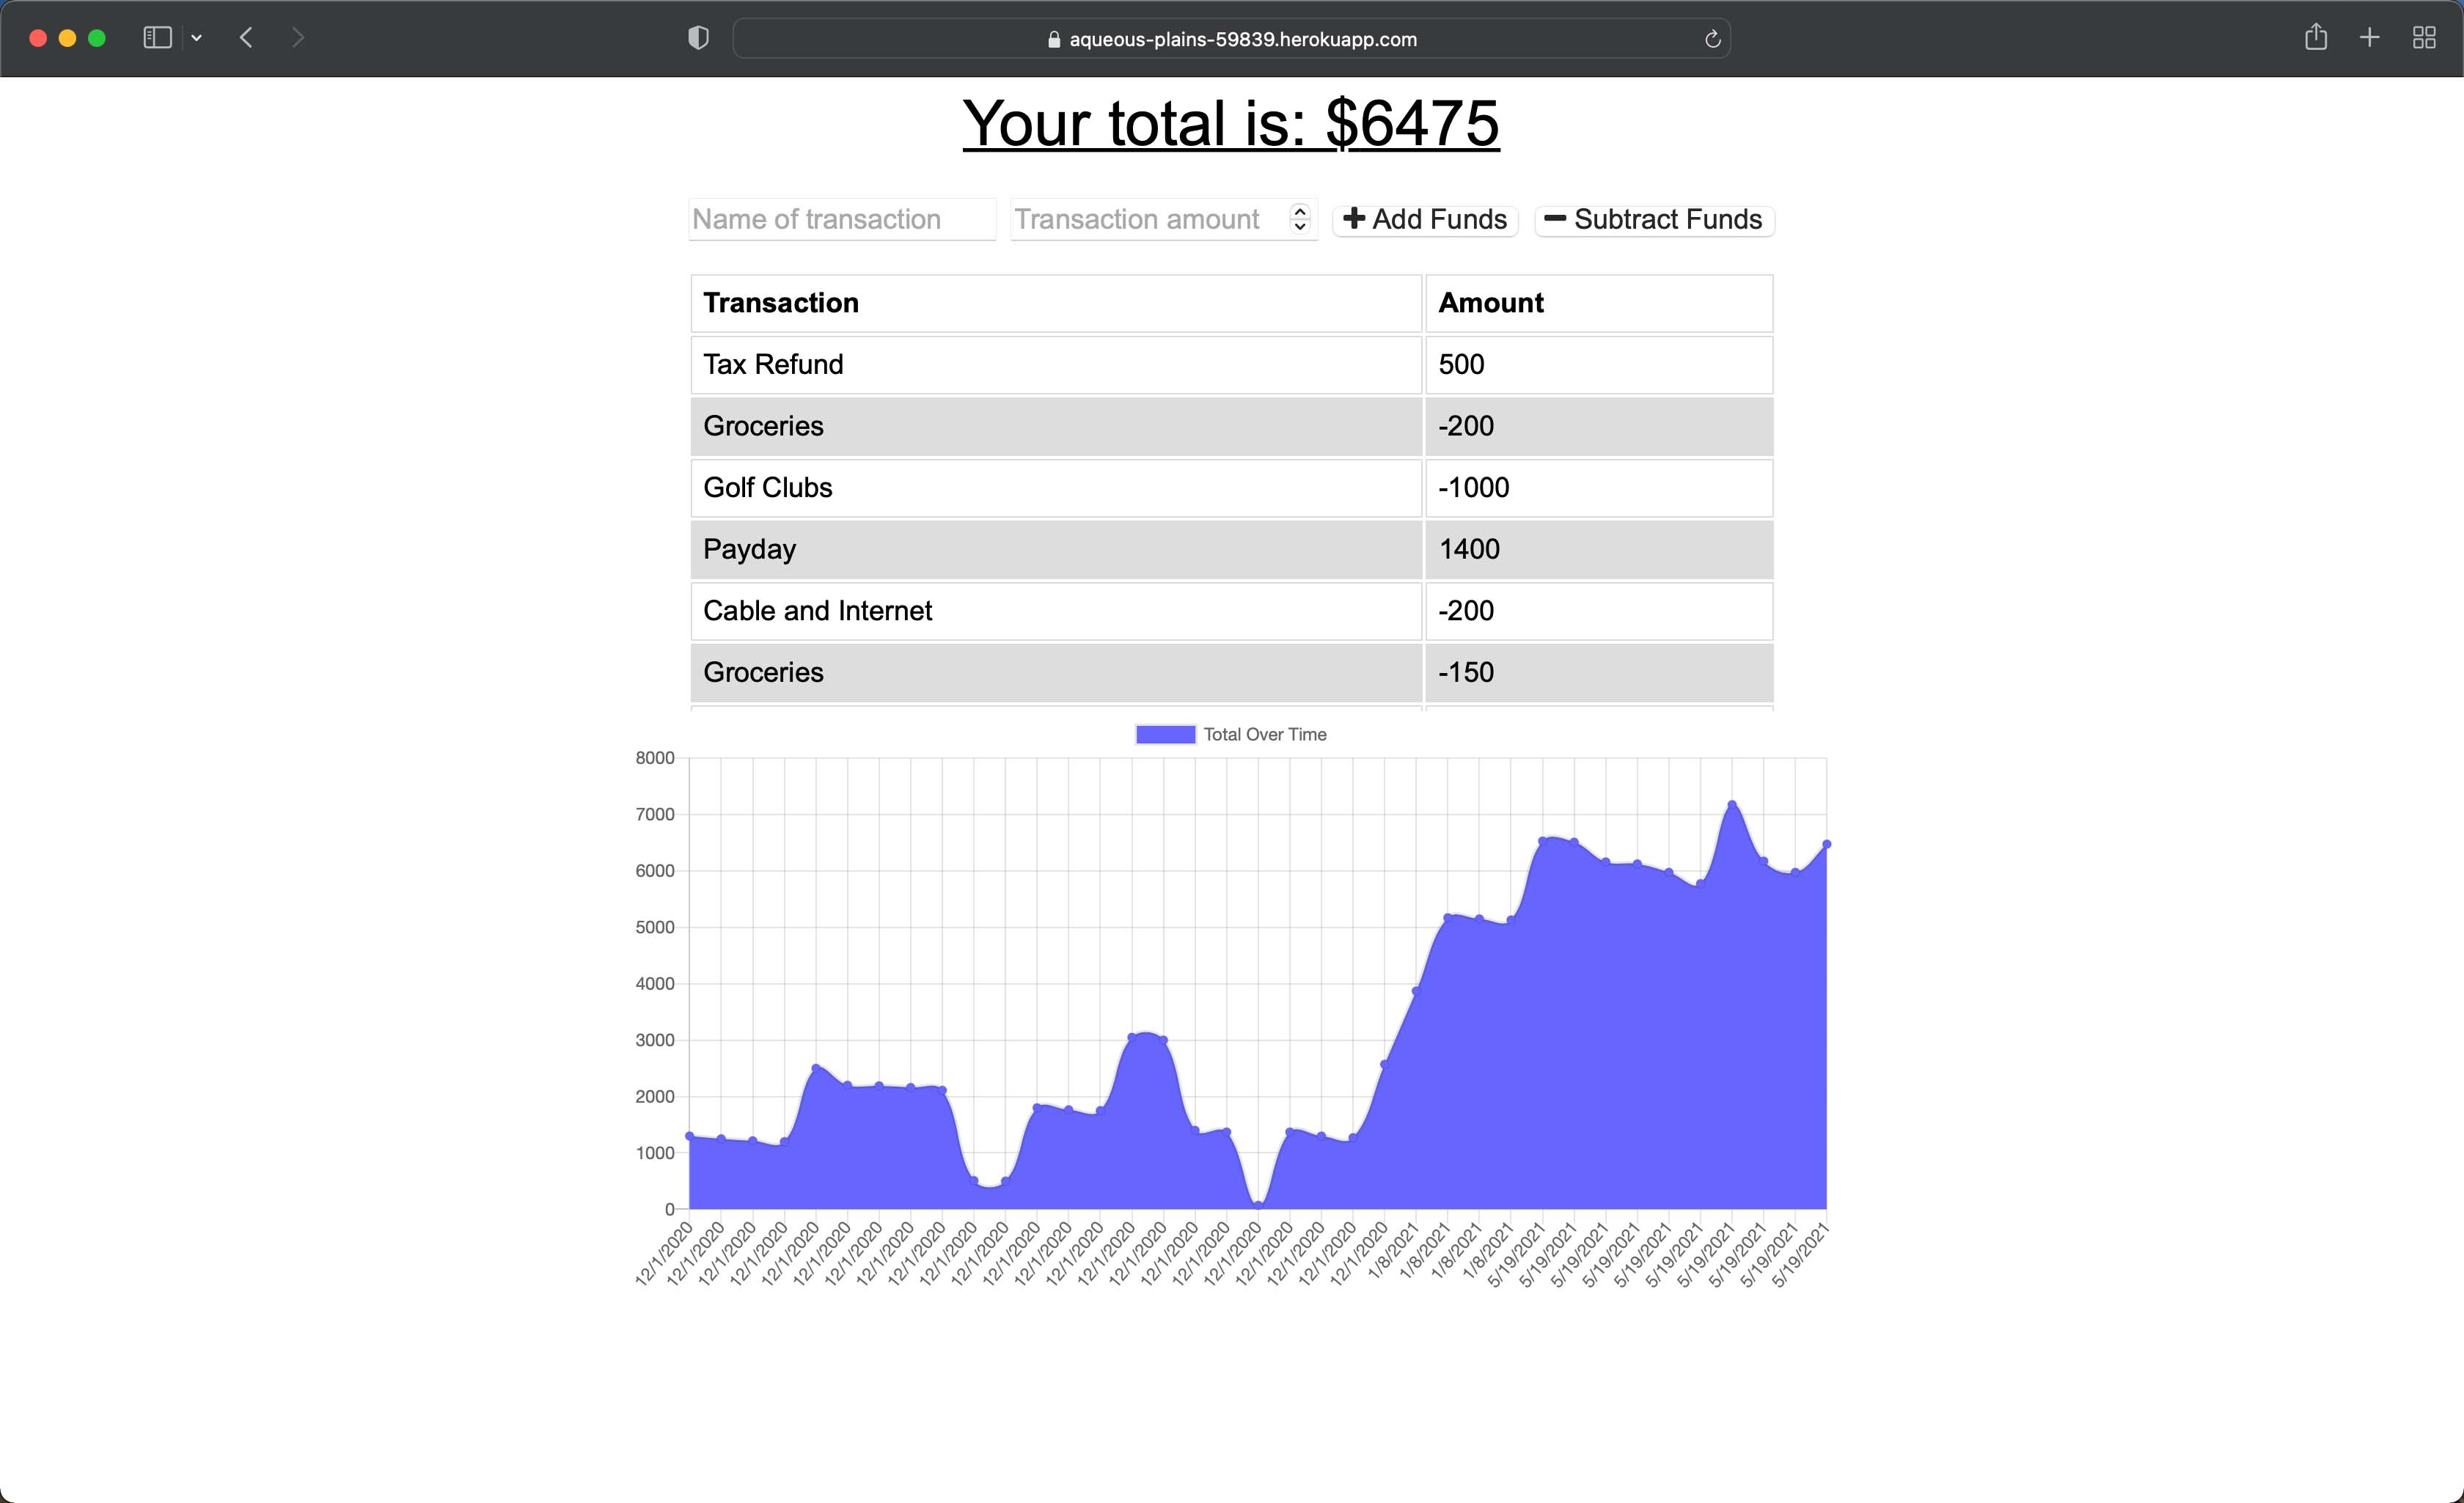 aqueous-plains-59839.herokuapp.com
Your total is: $6475
Name of transaction Transaction amount Add Funds Subtract Funds
Transaction Amount
Tax Refund 500
Groceries -200
Golf Clubs -1000
Payday 1400
Cable and Internet -200
Groceries -150
Total Over Time
8000
7000
6000
5000
4000
3000
2000
1000
0
12/1/2020 12/1/2020 12/1/2020 12/1/2020 12/1/2020 12/1/2020 12/1/2020 12/1/2020 12/1/2020 12/1/2020 12/1/2020 12/1/2020 12/1/2020 12/1/2020 12/1/2020 12/1/2020 12/1/2020 12/1/2020 12/1/2020 12/1/2020 12/1/2020 12/1/2020 12/1/2020 1/8/2021 1/8/2021 1/8/2021 1/8/2021 5/19/2021 5/19/2021 5/19/2021 5/19/2021 5/19/2021 5/19/2021 5/19/2021 5/19/2021 5/19/2021 5/19/2021